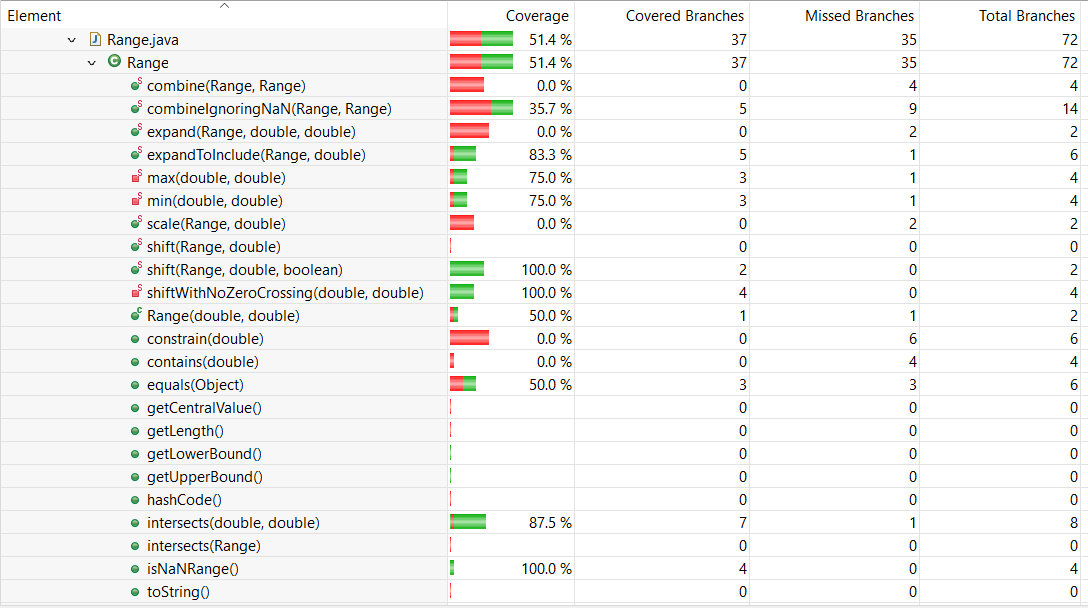 Element Coverage Covered Branches Missed Branches Total Branches
Range.java 51.4 % 37 35 72
Range 51.4 % 37 35 72
combine(Range, Range) 0.0 % 0 4 4
combineIgnoringNaN(Range, Range) 35.7 % 5 9 14
expand(Range, double, double) 0.0 % 0 2 2
expandToInclude(Range, double) 83.3 % 5 1 6
max(double, double) 75.0 % 3 1 4
min(double, double) 75.0 % 3 1 4
scale(Range, double) 0.0 % 0 2 2
shift(Range, double) 0 0 0
shift(Range, double, boolean) 100.0 % 2 0 2
shiftWithNoZeroCrossing(double, double) 100.0 % 4 0 4
Range(double, double) 50.0 % 1 1 2
constrain(double) 0.0 % 0 6 6
contains(double) 0.0 % 0 4 4
equals(Object) 50.0 % 3 3 6
getCentralValue() 0 0 0
getLength() 0 0 0
getLowerBound() 0 0 0
getUpperBound() 0 0 0
hashCode() 0 0 0
intersects(double, double) 87.5 % 7 1 8
intersects(Range) 0 0 0
isNaNRange() 100.0 % 4 0 4
toString() 0 0 0